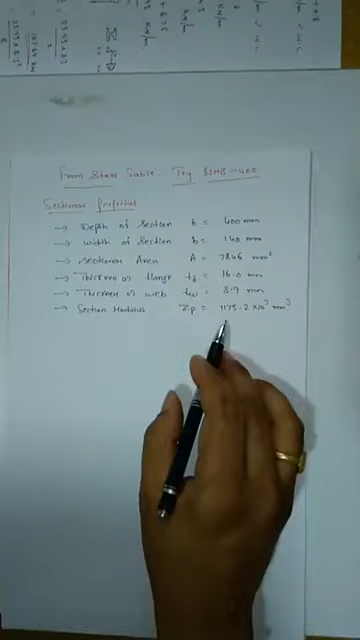 From Steel Table. Try ISMB-400
Sectional properties
→ Depth of section h = 400 mm
→ Width of section b = 140 mm
→ Sectional Area A = 7846 mm²
→ Thickness of flange tf = 16.0 mm
→ Thickness of web tw = 8.9 mm
→ Section Modulus Zp = 1175.2 × 10³ mm³